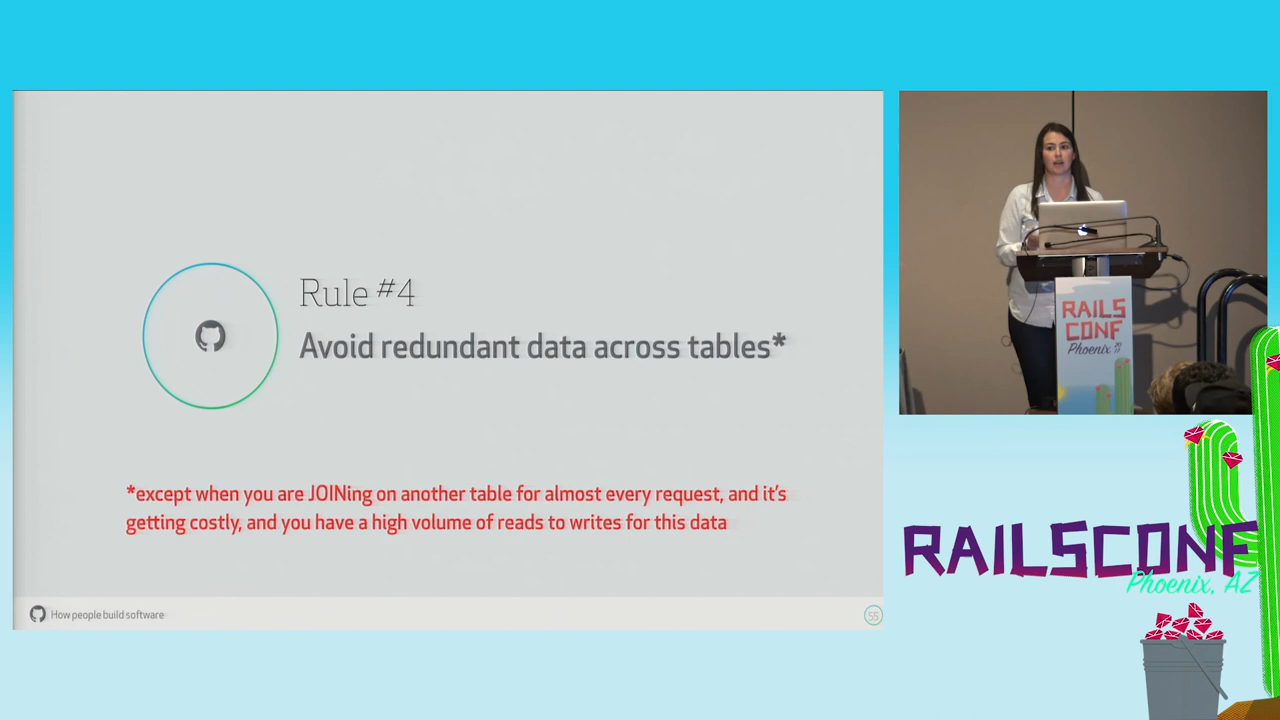 Rule #4
Avoid redundant data across tables*
*except when you are JOINing on another table for almost every request, and it's
getting costly, and you have a high volume of reads to writes for this data
How people build software
55
RAILS
CONF
Phoenix 20
17
RAILSCONF
Phoenix, AZ